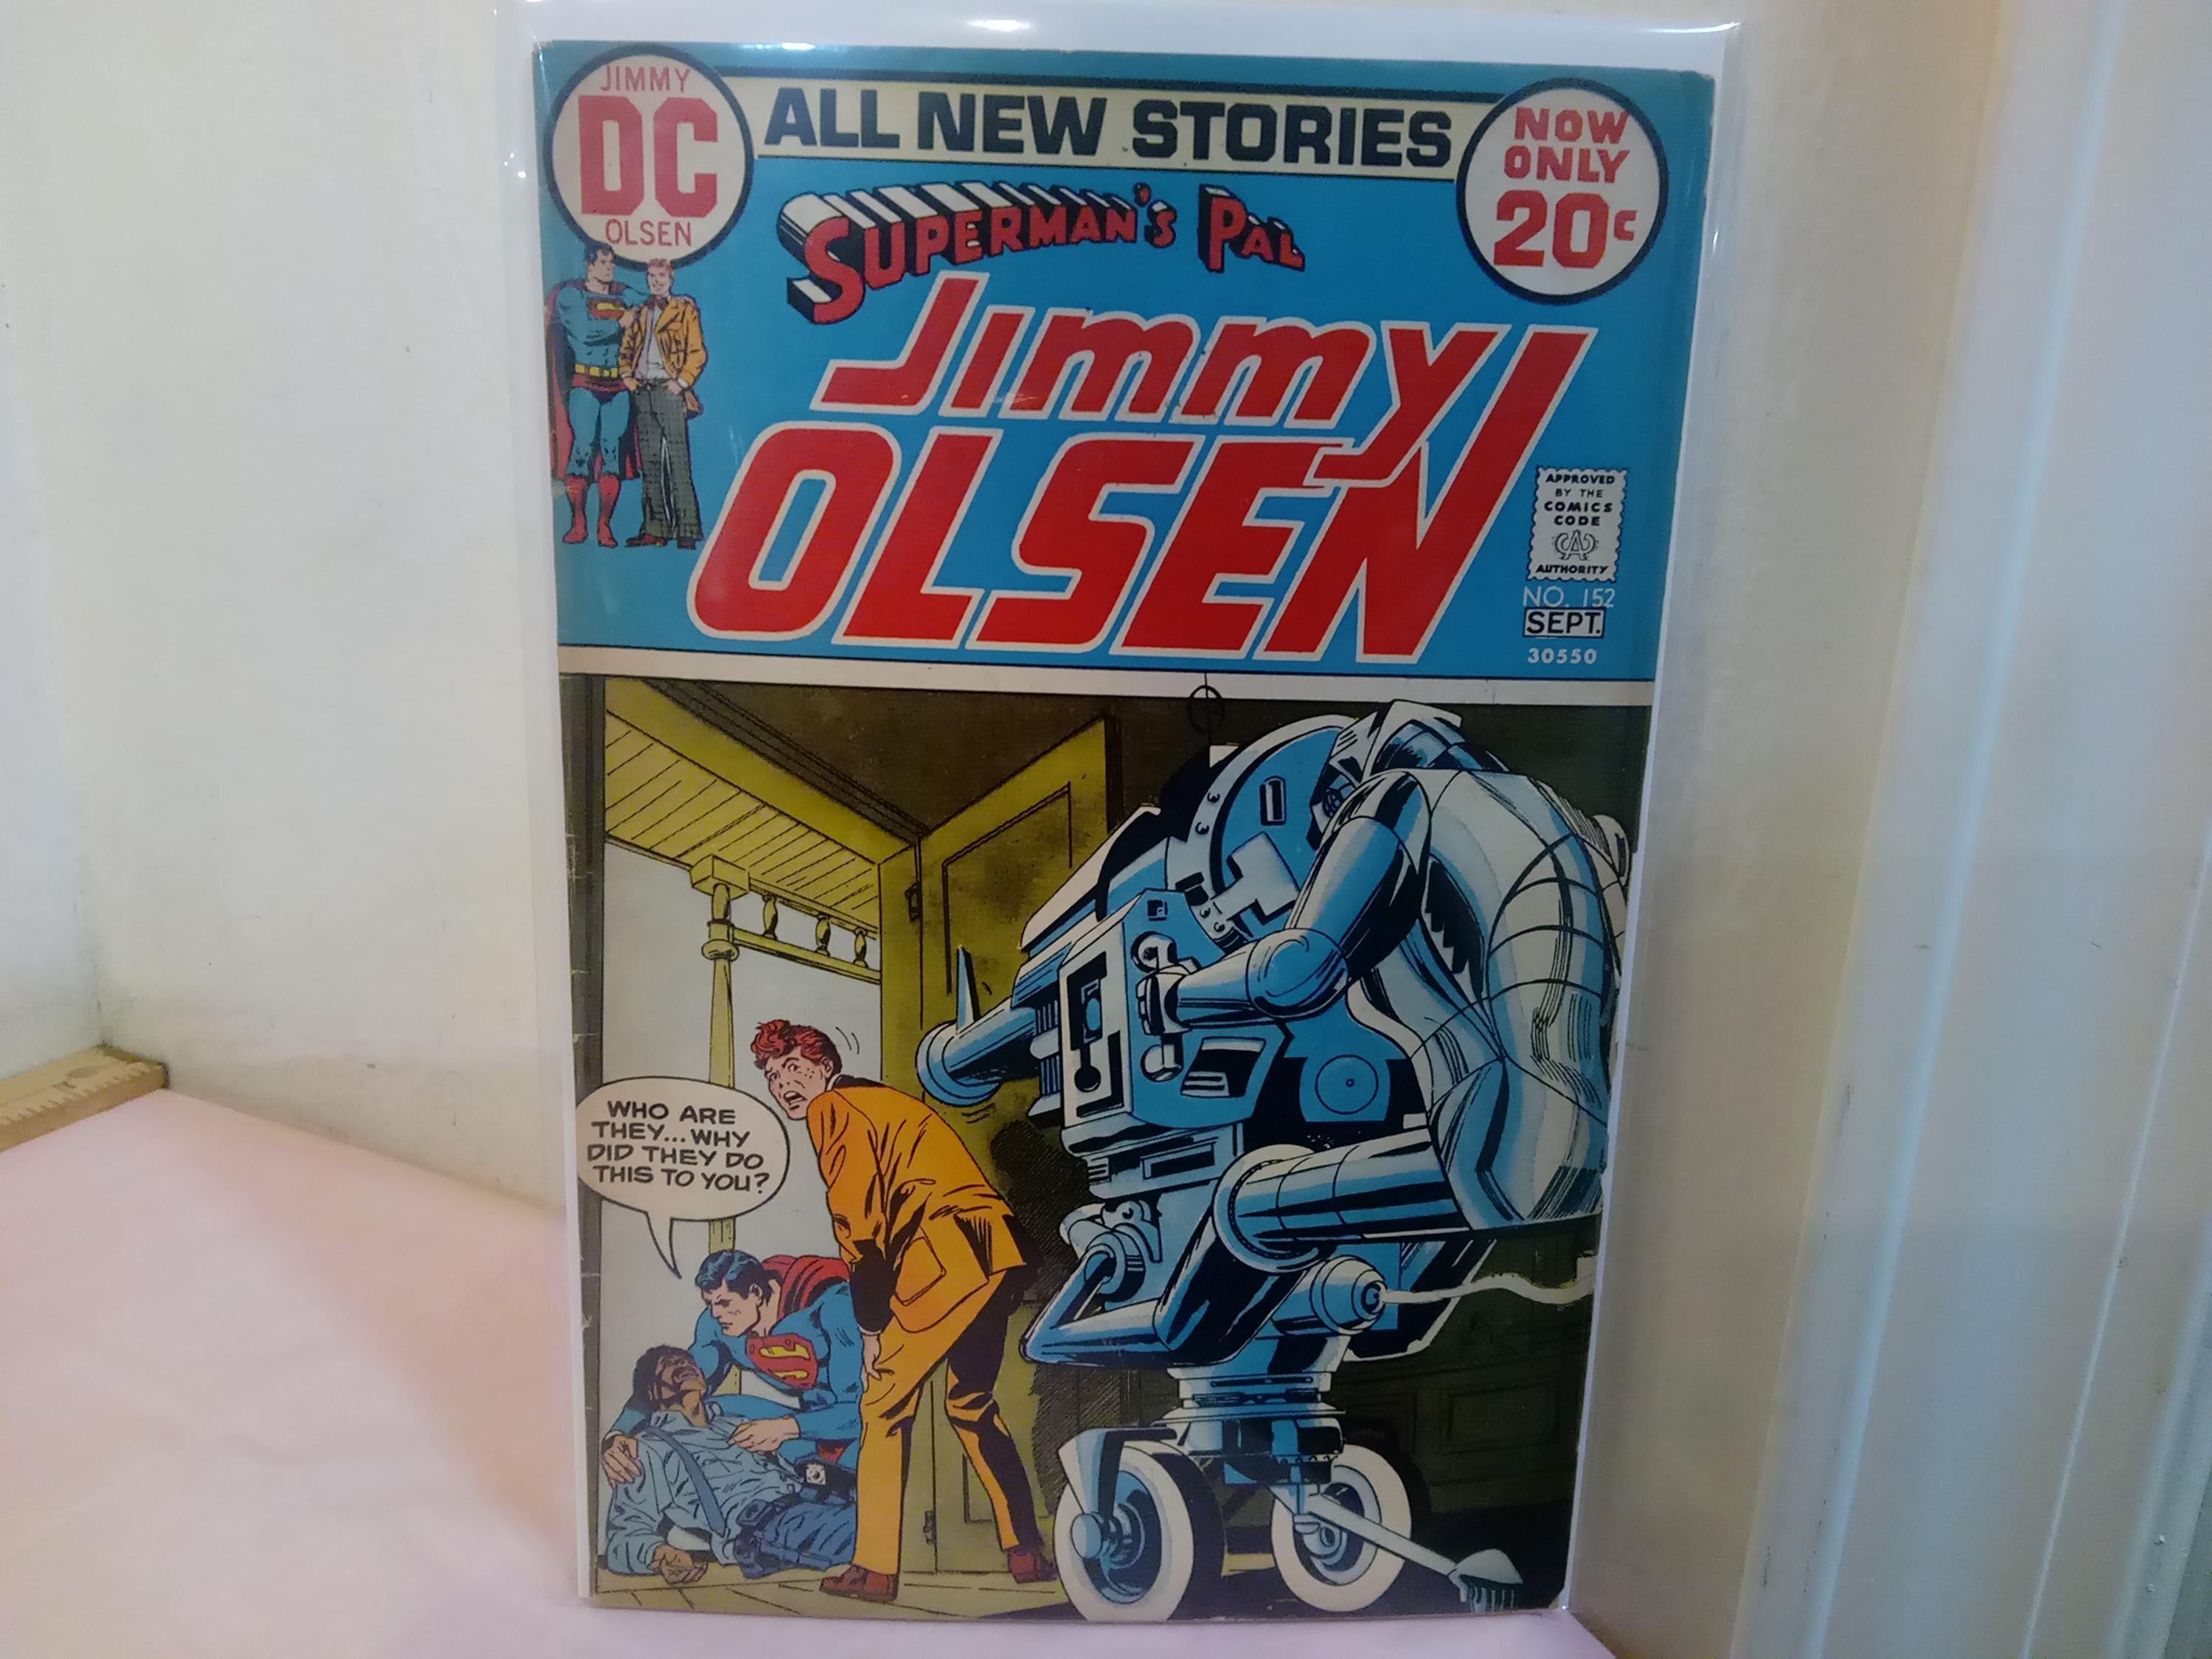 JIMMY
DC
OLSEN
ALL NEW STORIES
NOW
ONLY
20¢
SUPERMAN'S PAL
JIMMY
OLSEN
APPROVED
BY THE
COMICS
CODE
CA
AUTHORITY
NO. 152
SEPT.
30550
WHO ARE
THEY...WHY
DID THEY DO
THIS TO YOU?